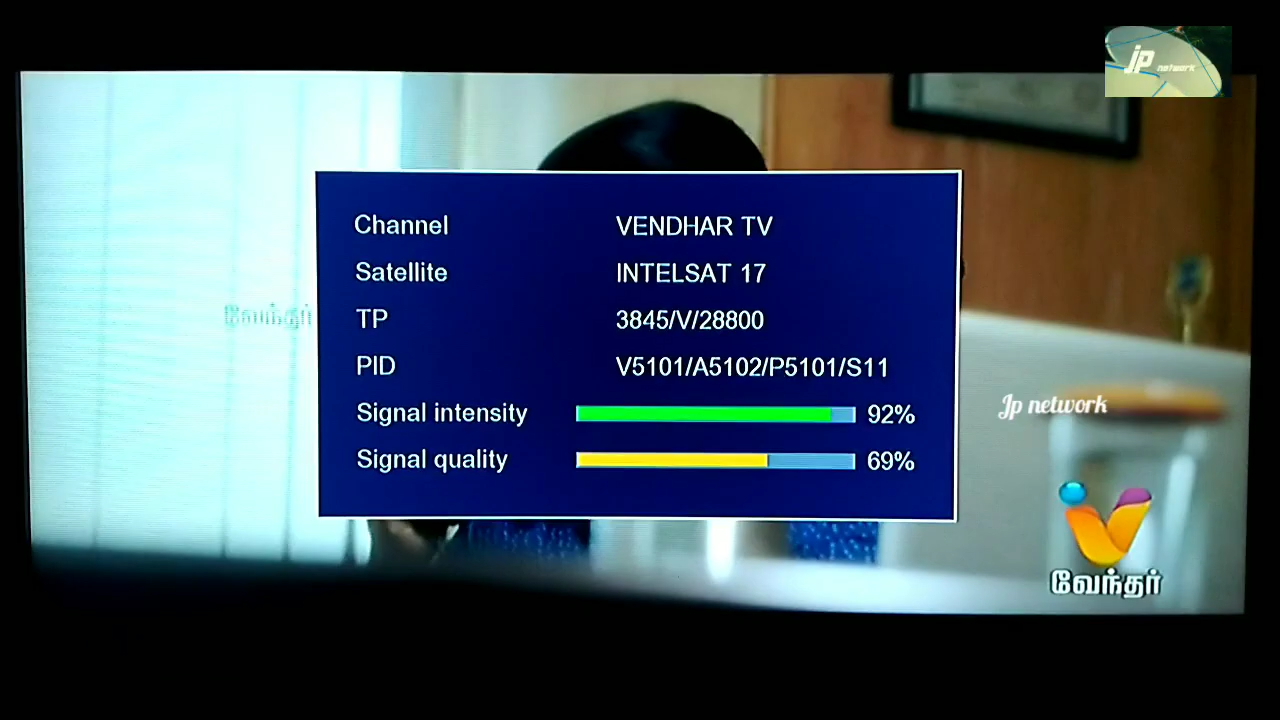 JP network
Channel VENDHAR TV
Satellite INTELSAT 17
வேந்தர்
TP 3845/V/28800
PID V5101/A5102/P5101/S11
Jp network
Signal intensity 92%
Signal quality 69%
வேந்தர்